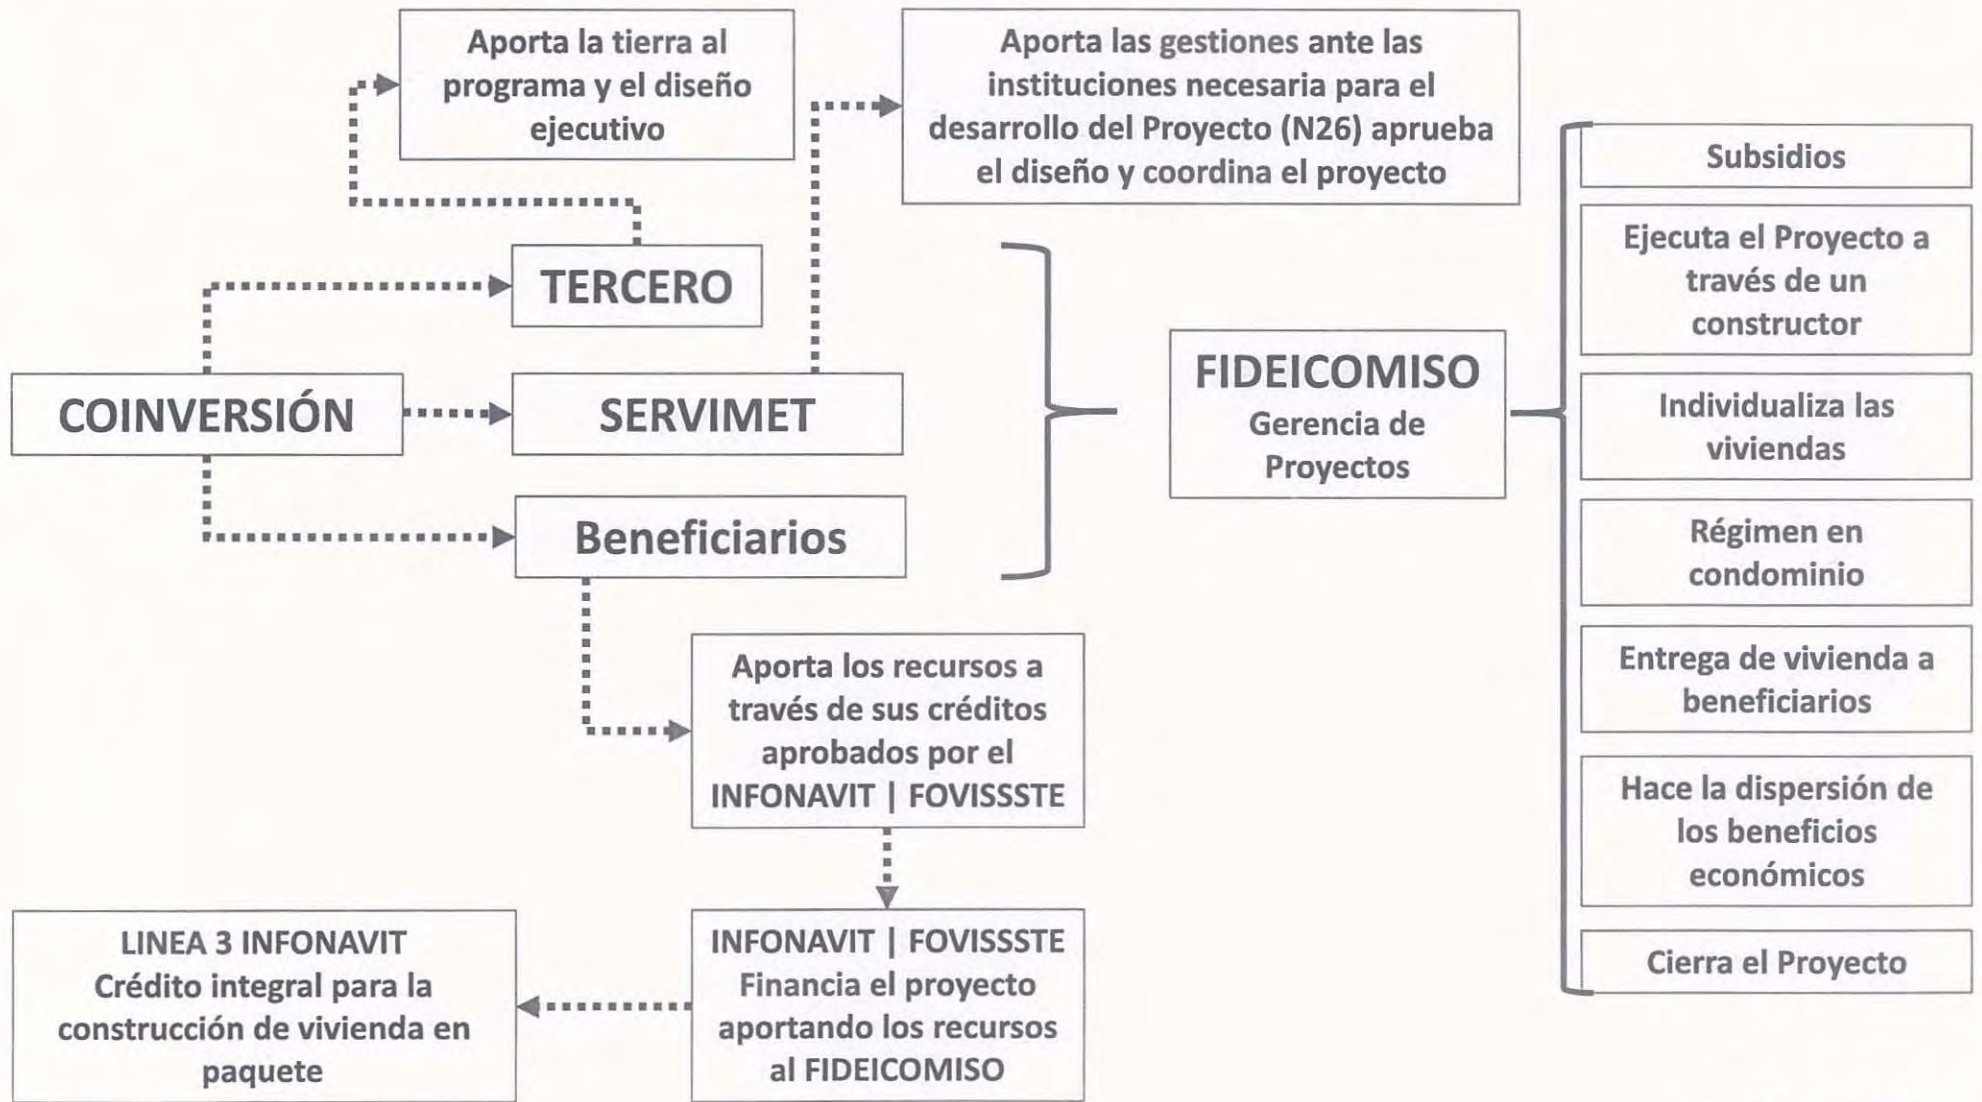 Aporta la tierra al
programa y el diseño
ejecutivo
Aporta las gestiones ante las
instituciones necesaria para el
desarrollo del Proyecto (N26) aprueba
el diseño y coordina el proyecto
TERCERO
COINVERSIÓN
SERVIMET
Beneficiarios
Aporta los recursos a
través de sus créditos
aprobados por el
INFONAVIT | FOVISSSTE
INFONAVIT | FOVISSSTE
Financia el proyecto
aportando los recursos
al FIDEICOMISO
LINEA 3 INFONAVIT
Crédito integral para la
construcción de vivienda en
paquete
FIDEICOMISO
Gerencia de
Proyectos
Subsidios
Ejecuta el Proyecto a
través de un
constructor
Individualiza las
viviendas
Régimen en
condominio
Entrega de vivienda a
beneficiarios
Hace la dispersión de
los beneficios
económicos
Cierra el Proyecto